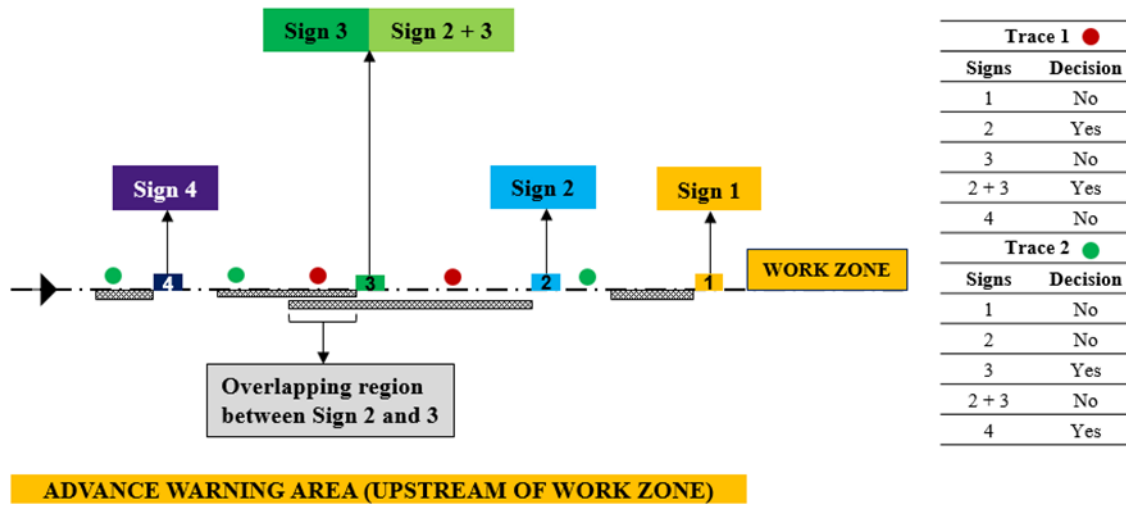 Sign 3 Sign 2 + 3
Sign 4
Sign 2
Sign 1
4
3
2
1
WORK ZONE
Overlapping region
between Sign 2 and 3
ADVANCE WARNING AREA (UPSTREAM OF WORK ZONE)
Trace 1
Signs Decision
1 No
2 Yes
3 No
2 + 3 Yes
4 No
Trace 2
Signs Decision
1 No
2 No
3 Yes
2 + 3 No
4 Yes